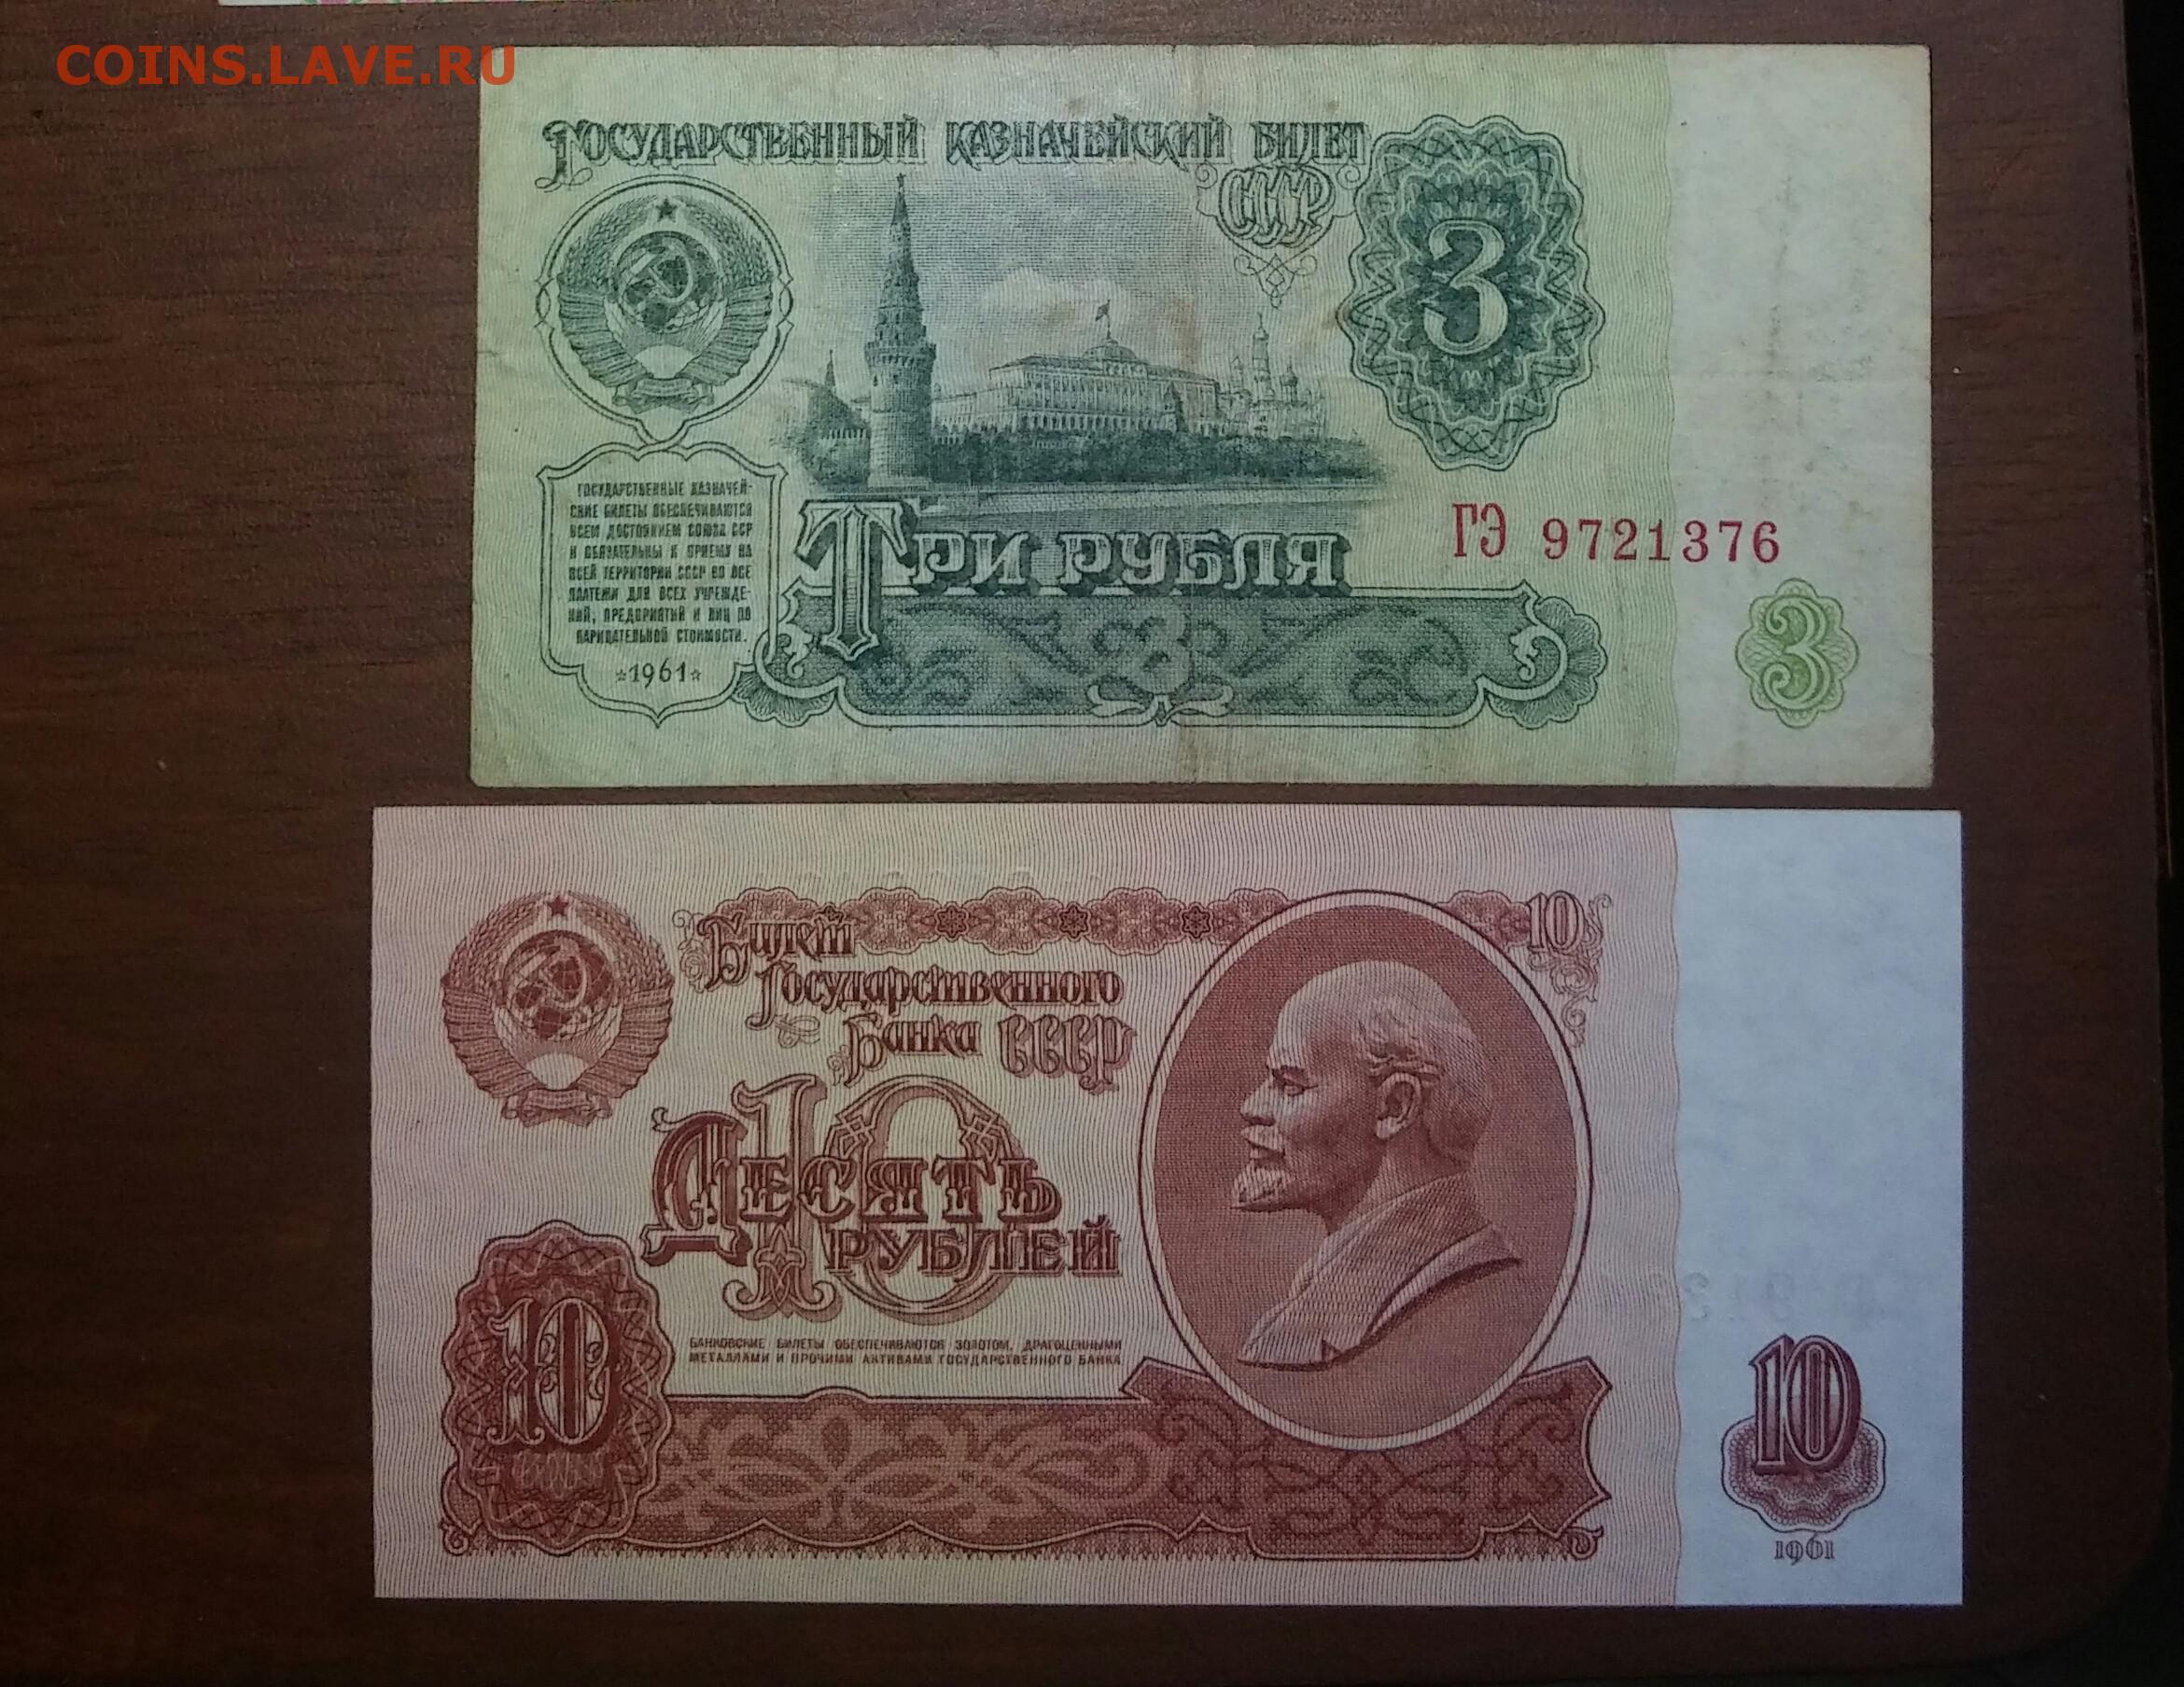 COINS.LAVE.RU
Государственный казначейский билет
СССР
3
ГОСУДАРСТВЕННЫЕ КАЗНАЧЕЙ-
СКИЕ БИЛЕТЫ ОБЕСПЕЧИВАЮТСЯ
ВСЕМ ДОСТОЯНИЕМ СОЮЗА ССР
И ОБЯЗАТЕЛЬНЫ К ПРИЕМУ НА
ВСЕЙ ТЕРРИТОРИИ СССР ВО ВСЕ
ПЛАТЕЖИ ДЛЯ ВСЕХ УЧРЕЖДЕ-
НИЙ, ПРЕДПРИЯТИЙ И ЛИЦ ПО
НАРИЦАТЕЛЬНОЙ СТОИМОСТИ.
*1961*
Три рубля
ГЭ 9721376
3
3
Билет
Государственного
Банка СССР
10
10
Десять
рублей
БАНКОВСКИЕ БИЛЕТЫ ОБЕСПЕЧИВАЮТСЯ ЗОЛОТОМ, ДРАГОЦЕННЫМИ
МЕТАЛЛАМИ И ПРОЧИМИ АКТИВАМИ ГОСУДАРСТВЕННОГО БАНКА
10
10
1961